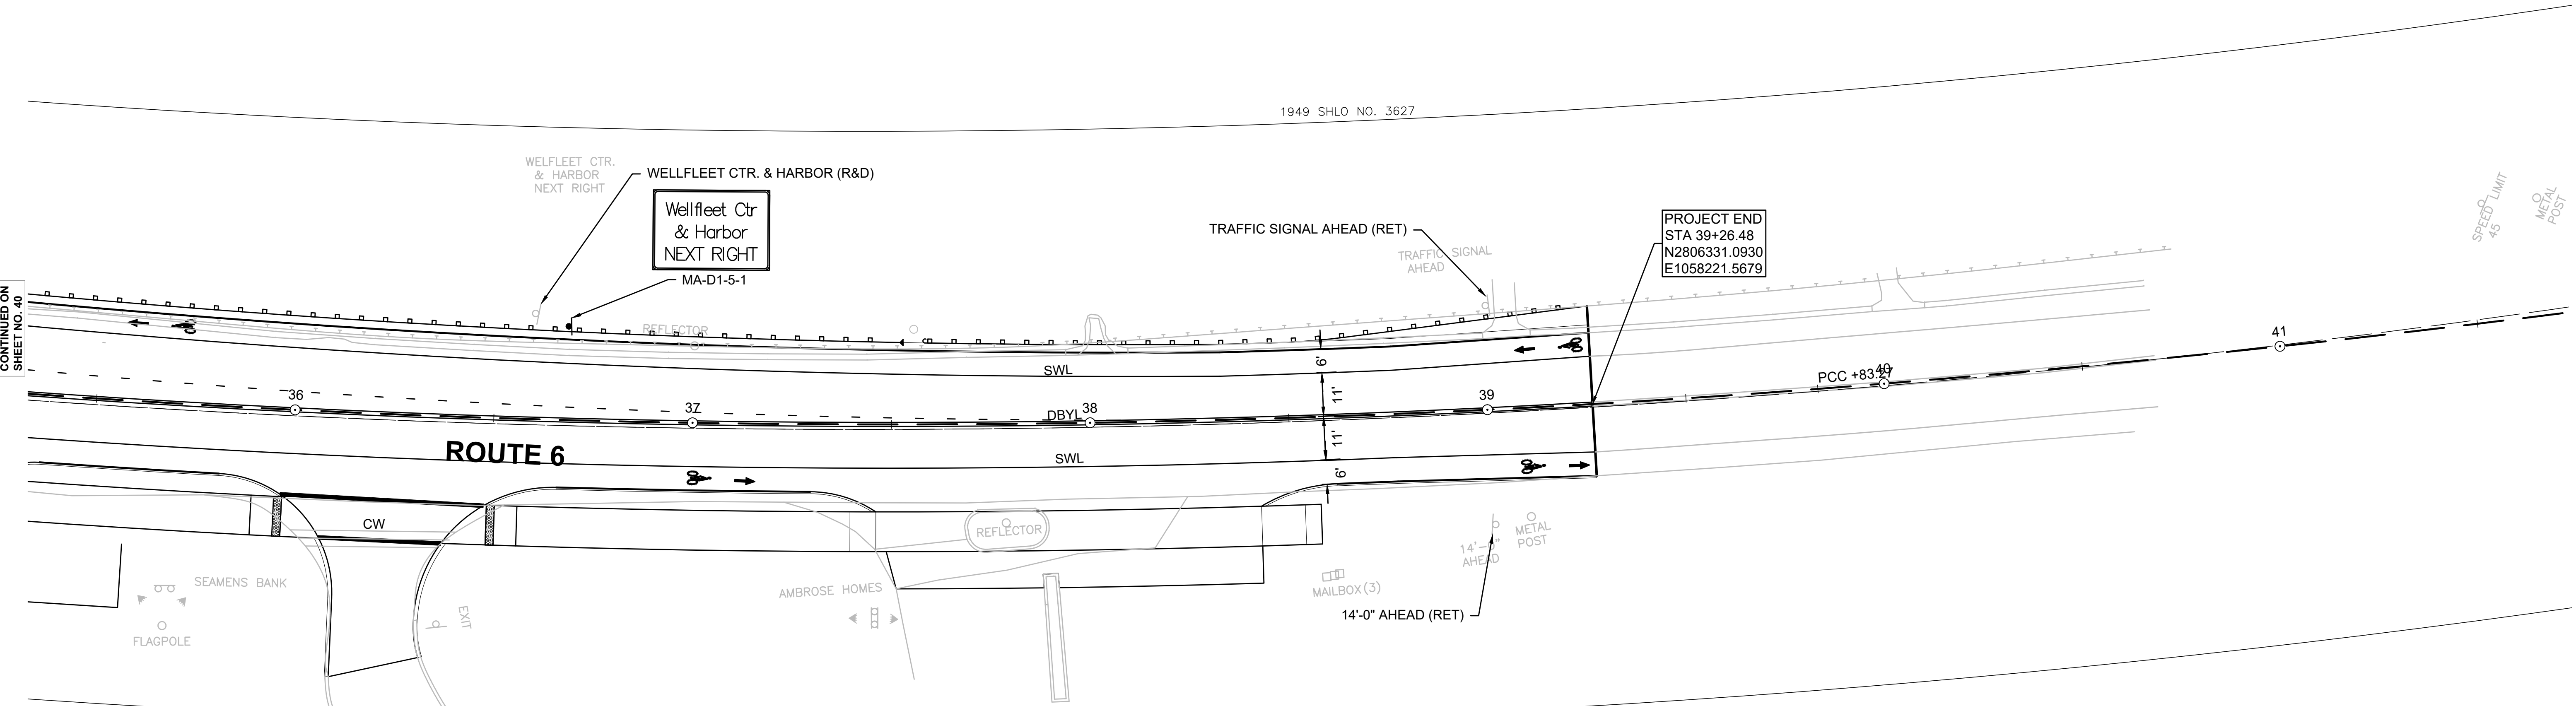 1949 SHLO NO. 3627
WELFLEET CTR.
& HARBOR
NEXT RIGHT
WELLFLEET CTR. & HARBOR (R&D)
Wellfleet Ctr
& Harbor
NEXT RIGHT
MA-D1-5-1
TRAFFIC SIGNAL AHEAD (RET)
TRAFFIC SIGNAL
AHEAD
PROJECT END
STA 39+26.48
N2806331.0930
E1058221.5679
SPEED LIMIT
45
METAL
POST
CONTINUED ON
SHEET NO. 40
REFLECTOR
SWL
6'
11'
11'
6'
36
37
38
39
40
41
DBYL
PCC +83.27
ROUTE 6
SWL
CW
REFLECTOR
14'-0"
AHEAD
METAL
POST
SEAMENS BANK
FLAGPOLE
EXIT
AMBROSE HOMES
MAILBOX(3)
14'-0" AHEAD (RET)